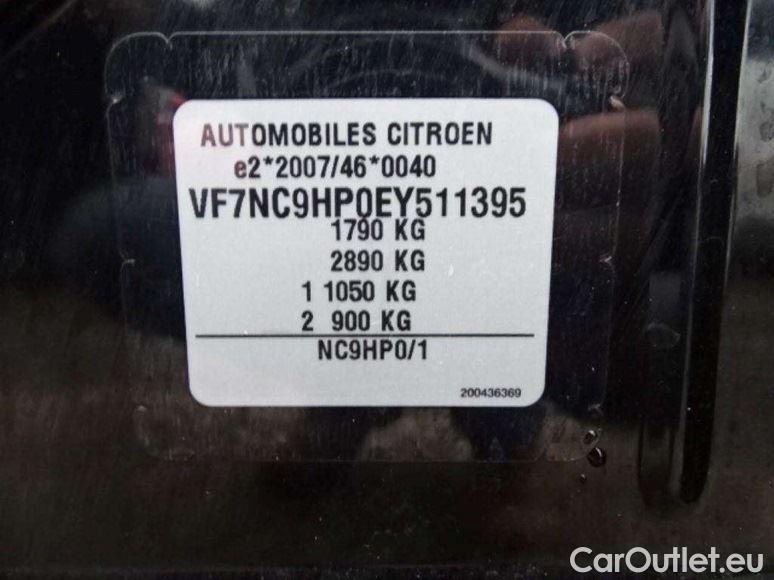 AUTOMOBILES CITROEN
e2*2007/46*0040
VF7NC9HP0EY511395
1790 KG
2890 KG
1 1050 KG
2 900 KG
NC9HP0/1
200436369
CarOutlet.eu